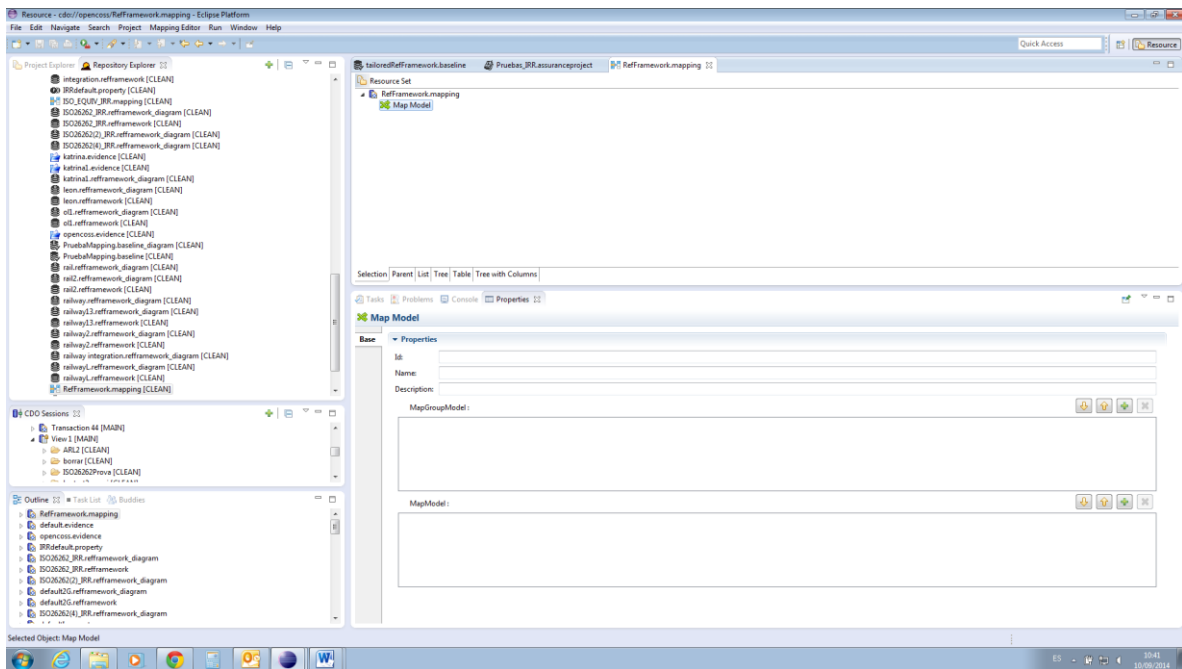 Resource - cdo://opencoss/RefFramework.mapping - Eclipse Platform
File Edit Navigate Search Project Mapping Editor Run Window Help
Quick Access
Resource
Project Explorer Repository Explorer
integration.refframework [CLEAN]
IRRdefault.property [CLEAN]
ISO_EQUIV_IRR.mapping [CLEAN]
ISO26262_IRR.refframework_diagram [CLEAN]
ISO26262_IRR.refframework [CLEAN]
ISO26262(2)_IRR.refframework_diagram [CLEAN]
ISO26262(4)_IRR.refframework_diagram [CLEAN]
katrina.evidence [CLEAN]
katrina1.evidence [CLEAN]
katrina1.refframework_diagram [CLEAN]
leon.refframework_diagram [CLEAN]
leon.refframework [CLEAN]
ol1.refframework_diagram [CLEAN]
ol1.refframework [CLEAN]
opencoss.evidence [CLEAN]
PruebaMapping.baseline_diagram [CLEAN]
PruebaMapping.baseline [CLEAN]
rail.refframework_diagram [CLEAN]
rail2.refframework_diagram [CLEAN]
rail2.refframework [CLEAN]
railway.refframework_diagram [CLEAN]
railway13.refframework_diagram [CLEAN]
railway13.refframework [CLEAN]
railway2.refframework_diagram [CLEAN]
railway2.refframework [CLEAN]
railway integration.refframework_diagram [CLEAN]
railwayL.refframework_diagram [CLEAN]
railwayL.refframework [CLEAN]
RefFramework.mapping [CLEAN]
CDO Sessions
Transaction 44 [MAIN]
View 1 [MAIN]
ARL2 [CLEAN]
borrar [CLEAN]
ISO26262Prova [CLEAN]
Outline Task List Buddies
RefFramework.mapping
default.evidence
opencoss.evidence
IRRdefault.property
ISO26262_IRR.refframework_diagram
ISO26262_IRR.refframework
ISO26262(2)_IRR.refframework_diagram
default2G.refframework_diagram
default2G.refframework
ISO26262(4)_IRR.refframework_diagram
tailoredRefFramework.baseline Pruebas_IRR.assuranceproject RefFramework.mapping
Resource Set
RefFramework.mapping
Map Model
Selection Parent List Tree Table Tree with Columns
Tasks Problems Console Properties
Map Model
Base
Properties
Id:
Name:
Description:
MapGroupModel :
MapModel :
Selected Object: Map Model
ES
10:41
10/06/2014